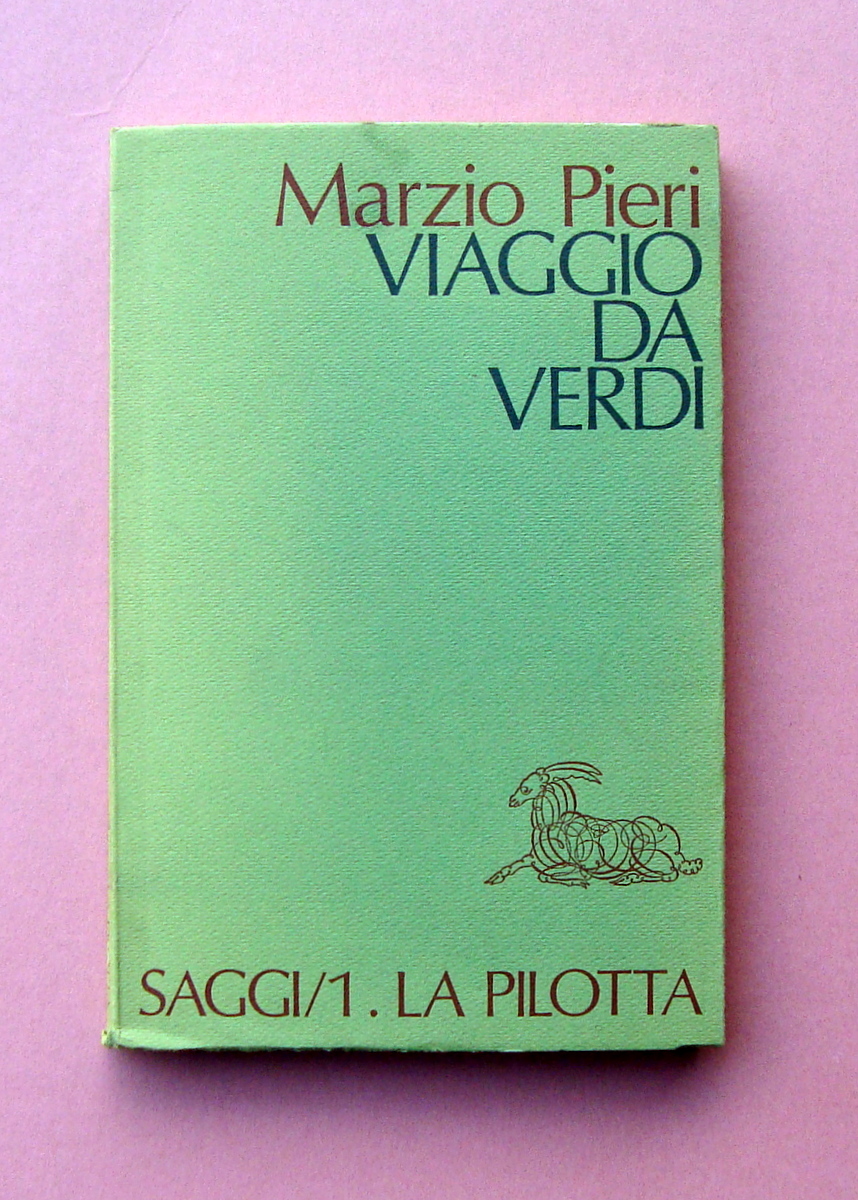 Marzio Pieri
VIAGGIO
DA
VERDI
SAGGI/1. LA PILOTTA